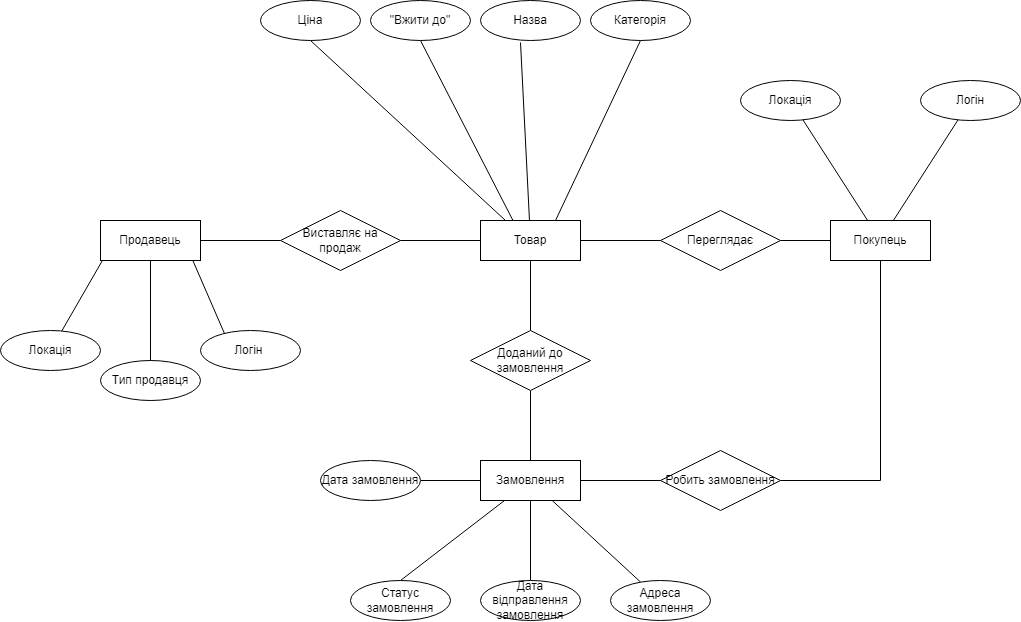 Ціна
"Вжити до"
Назва
Категорія
Локація
Логін
Продавець
Виставляє на
продаж
Товар
Переглядає
Покупець
Локація
Тип продавця
Логін
Доданий до
замовлення
Дата замовлення
Замовлення
Робить замовлення
Статус
замовлення
Дата
відправлення
замовлення
Адреса
замовлення